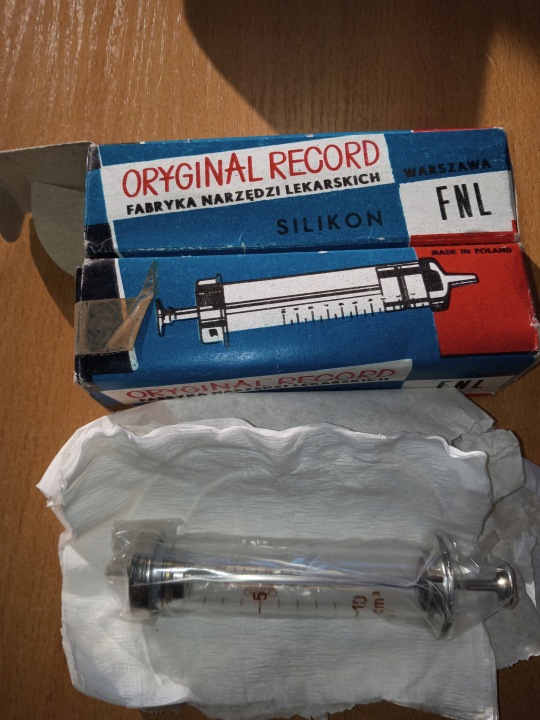 ORYGINAL RECORD
FABRYKA NARZĘDZI LEKARSKICH
WARSZAWA
FNL
SILIKON
MADE IN POLAND
ORYGINAL RECORD
FABRYKA NARZĘDZI LEKARSKICH
FNL
5
10
cm³